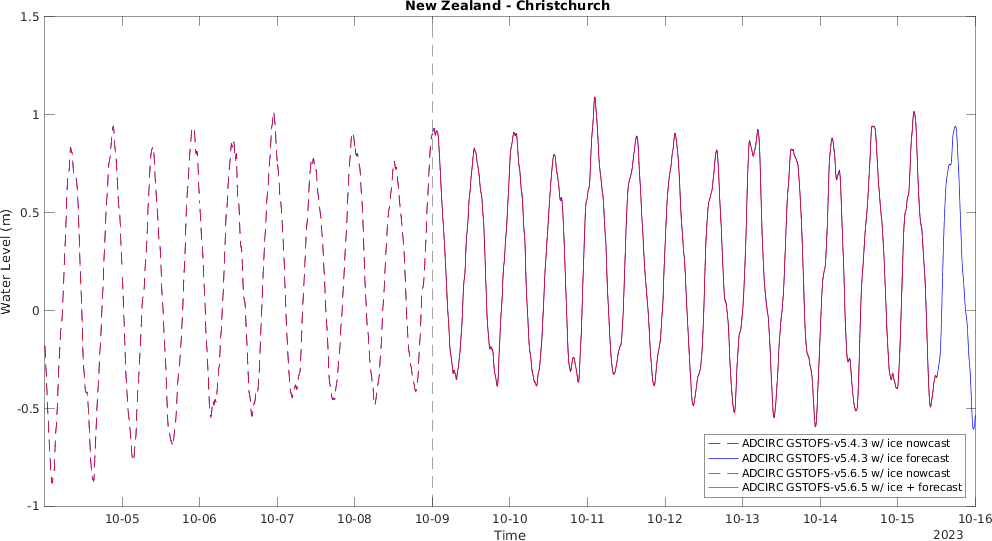 New Zealand - Christchurch
Water Level (m)
1.5
1
0.5
0
-0.5
-1
10-05
10-06
10-07
10-08
10-09
10-10
10-11
10-12
10-13
10-14
10-15
10-16
Time
2023
ADCIRC GSTOFS-v5.4.3 w/ ice nowcast
ADCIRC GSTOFS-v5.4.3 w/ ice forecast
ADCIRC GSTOFS-v5.6.5 w/ ice nowcast
ADCIRC GSTOFS-v5.6.5 w/ ice + forecast